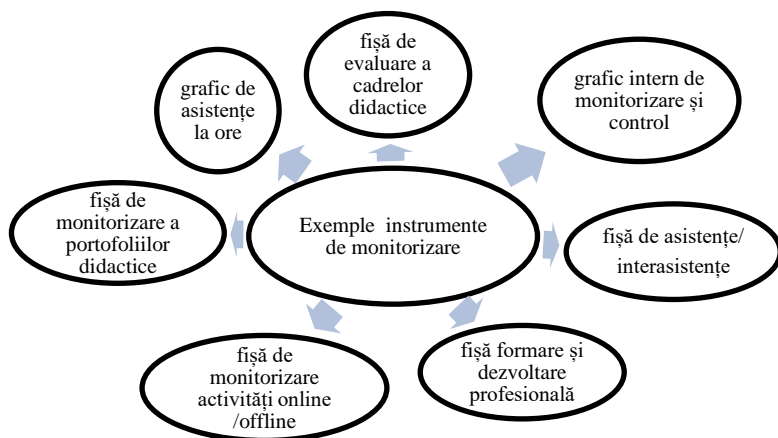 fișă de
evaluare a
cadrelor
didactice
grafic intern de
monitorizare și
control
grafic de
asistențe
la ore
fișă de
monitorizare a
portofoliilor
didactice
Exemple instrumente
de monitorizare
fișă de asistențe/
interasistențe
fișă de
monitorizare
activități online
/offline
fișă formare și
dezvoltare
profesională